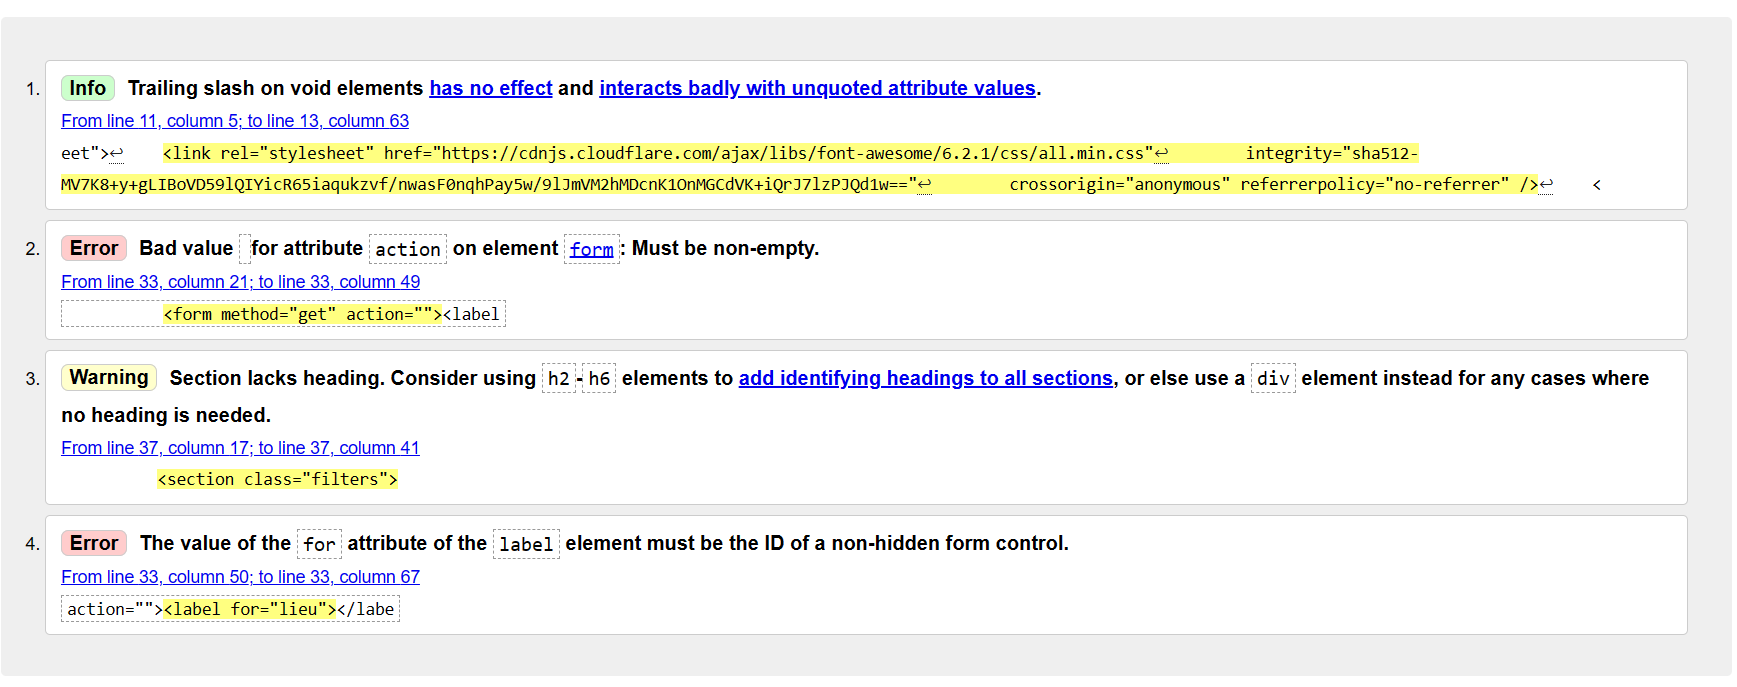 1. Info Trailing slash on void elements has no effect and interacts badly with unquoted attribute values.
From line 11, column 5; to line 13, column 63
eet">↩ <link rel="stylesheet" href="https://cdnjs.cloudflare.com/ajax/libs/font-awesome/6.2.1/css/all.min.css"↩ integrity="sha512-
MV7K8+y+gLIBoVD59lQIYicR65iaqukzvf/nwasF0nqhPay5w/9lJmVM2hMDcnK1OnMGCdVK+iQrJ7lzPJQd1w=="↩ crossorigin="anonymous" referrerpolicy="no-referrer" />↩ <
2. Error Bad value for attribute action on element form: Must be non-empty.
From line 33, column 21; to line 33, column 49
<form method="get" action=""><label
3. Warning Section lacks heading. Consider using h2-h6 elements to add identifying headings to all sections, or else use a div element instead for any cases where
no heading is needed.
From line 37, column 17; to line 37, column 41
<section class="filters">
4. Error The value of the for attribute of the label element must be the ID of a non-hidden form control.
From line 33, column 50; to line 33, column 67
action=""><label for="lieu"></labe